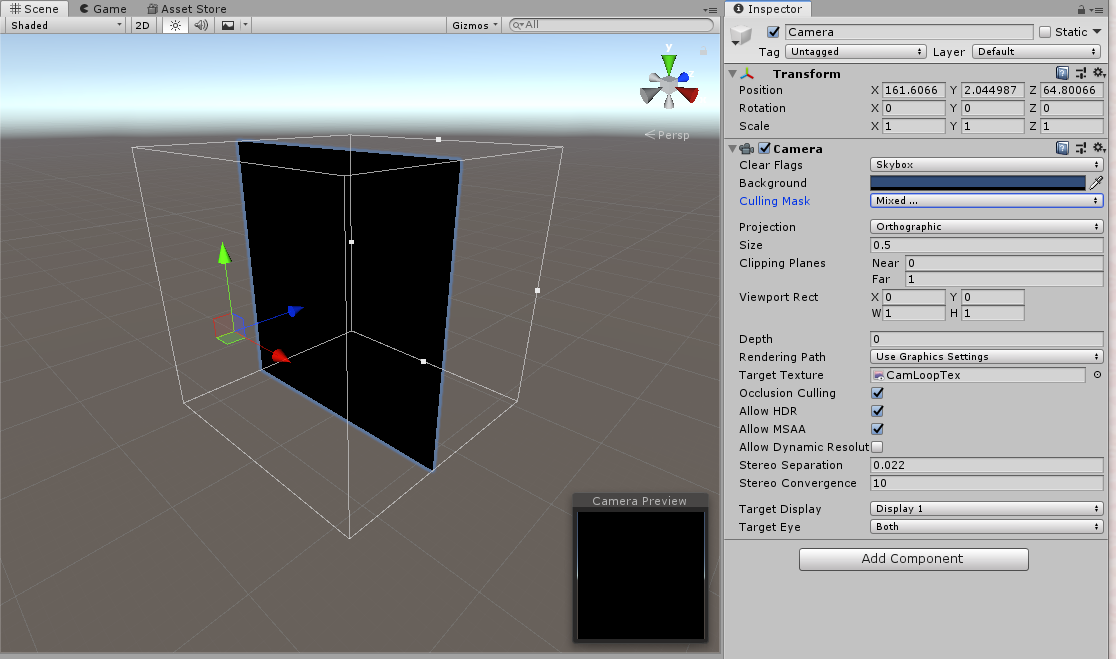 Scene Game Asset Store
Shaded 2D Gizmos All
y
Persp
Camera Preview
Inspector
Camera Static
Tag Untagged Layer Default
Transform
Position X 161.6066 Y 2.044987 Z 64.80066
Rotation X 0 Y 0 Z 0
Scale X 1 Y 1 Z 1
Camera
Clear Flags Skybox
Background
Culling Mask Mixed ...
Projection Orthographic
Size 0.5
Clipping Planes Near 0
Far 1
Viewport Rect X 0 Y 0
W 1 H 1
Depth 0
Rendering Path Use Graphics Settings
Target Texture CamLoopTex
Occlusion Culling
Allow HDR
Allow MSAA
Allow Dynamic Resolut
Stereo Separation 0.022
Stereo Convergence 10
Target Display Display 1
Target Eye Both
Add Component